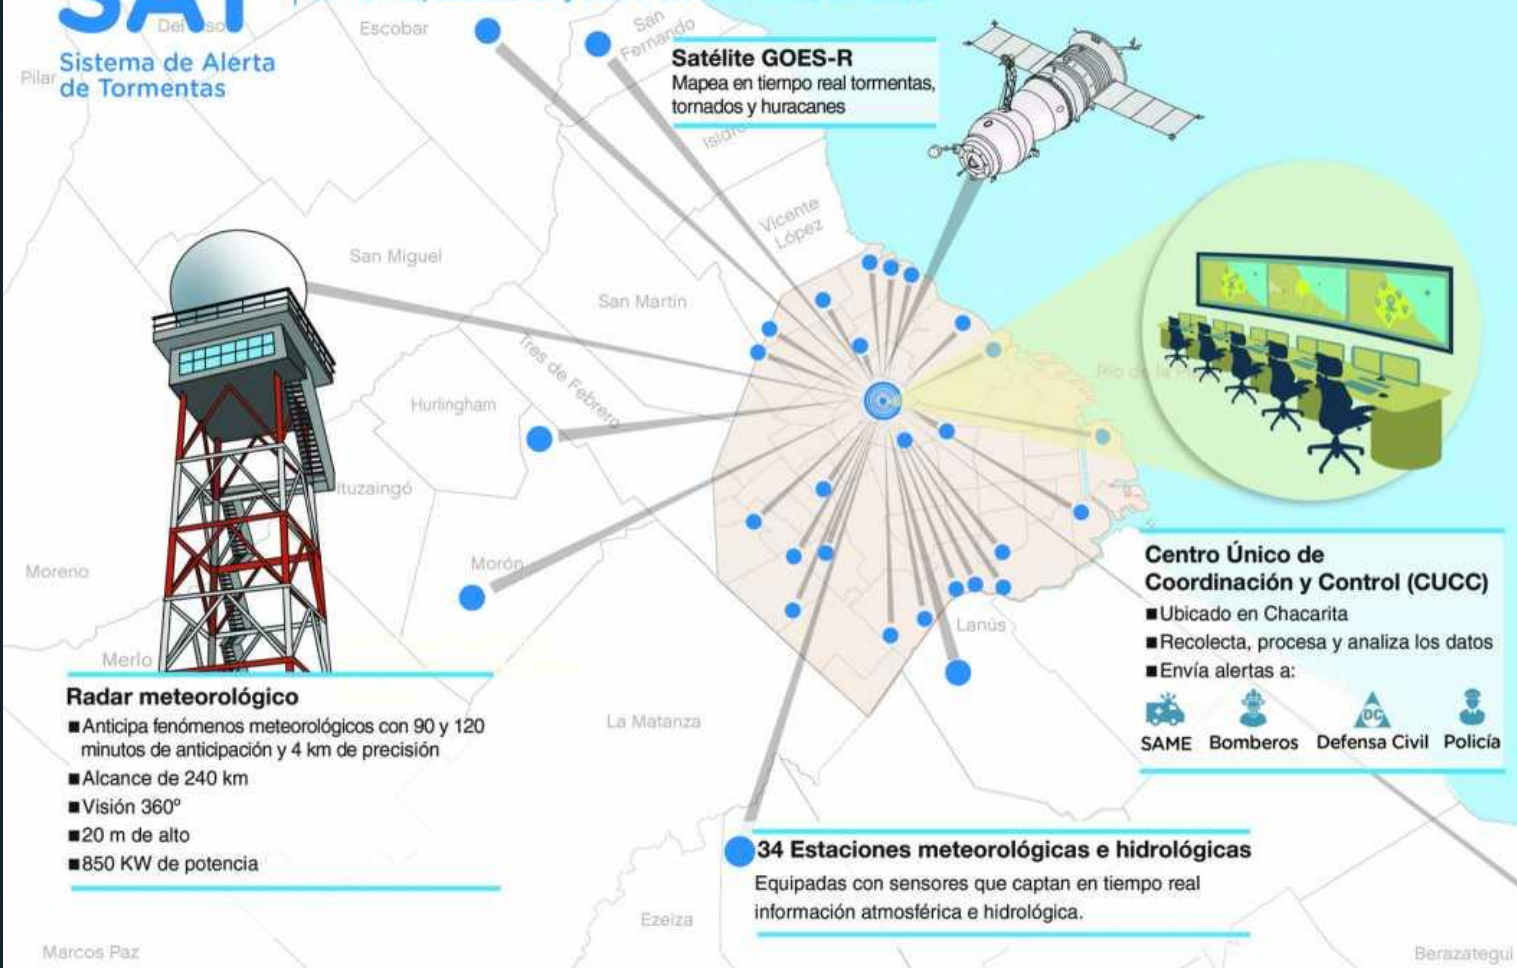 SAT
Sistema de Alerta
de Tormentas
Escobar
San
Fernando
Pilar
Satélite GOES-R
Mapea en tiempo real tormentas,
tornados y huracanes
Isidro
Vicente
López
San Miguel
San Martín
Tres de Febrero
Hurlingham
Ituzaingó
Moreno
Morón
Merlo
Lanús
La Matanza
Ezeiza
Marcos Paz
Berazategui
Centro Único de
Coordinación y Control (CUCC)
■Ubicado en Chacarita
■Recolecta, procesa y analiza los datos
■Envía alertas a:
DC
SAME Bomberos Defensa Civil Policía
Radar meteorológico
■Anticipa fenómenos meteorológicos con 90 y 120
minutos de anticipación y 4 km de precisión
■Alcance de 240 km
■Visión 360º
■20 m de alto
■850 KW de potencia
34 Estaciones meteorológicas e hidrológicas
Equipadas con sensores que captan en tiempo real
información atmosférica e hidrológica.